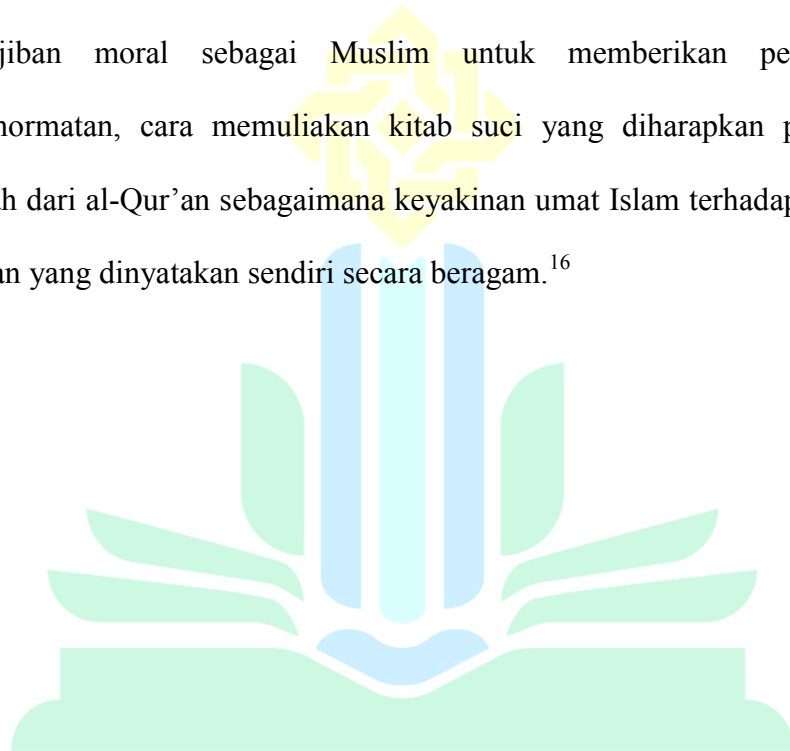 jiban moral sebagai Muslim untuk memberikan pe
normatan, cara memuliakan kitab suci yang diharapkan p
h dari al-Qur’an sebagaimana keyakinan umat Islam terhadap
an yang dinyatakan sendiri secara beragam.16